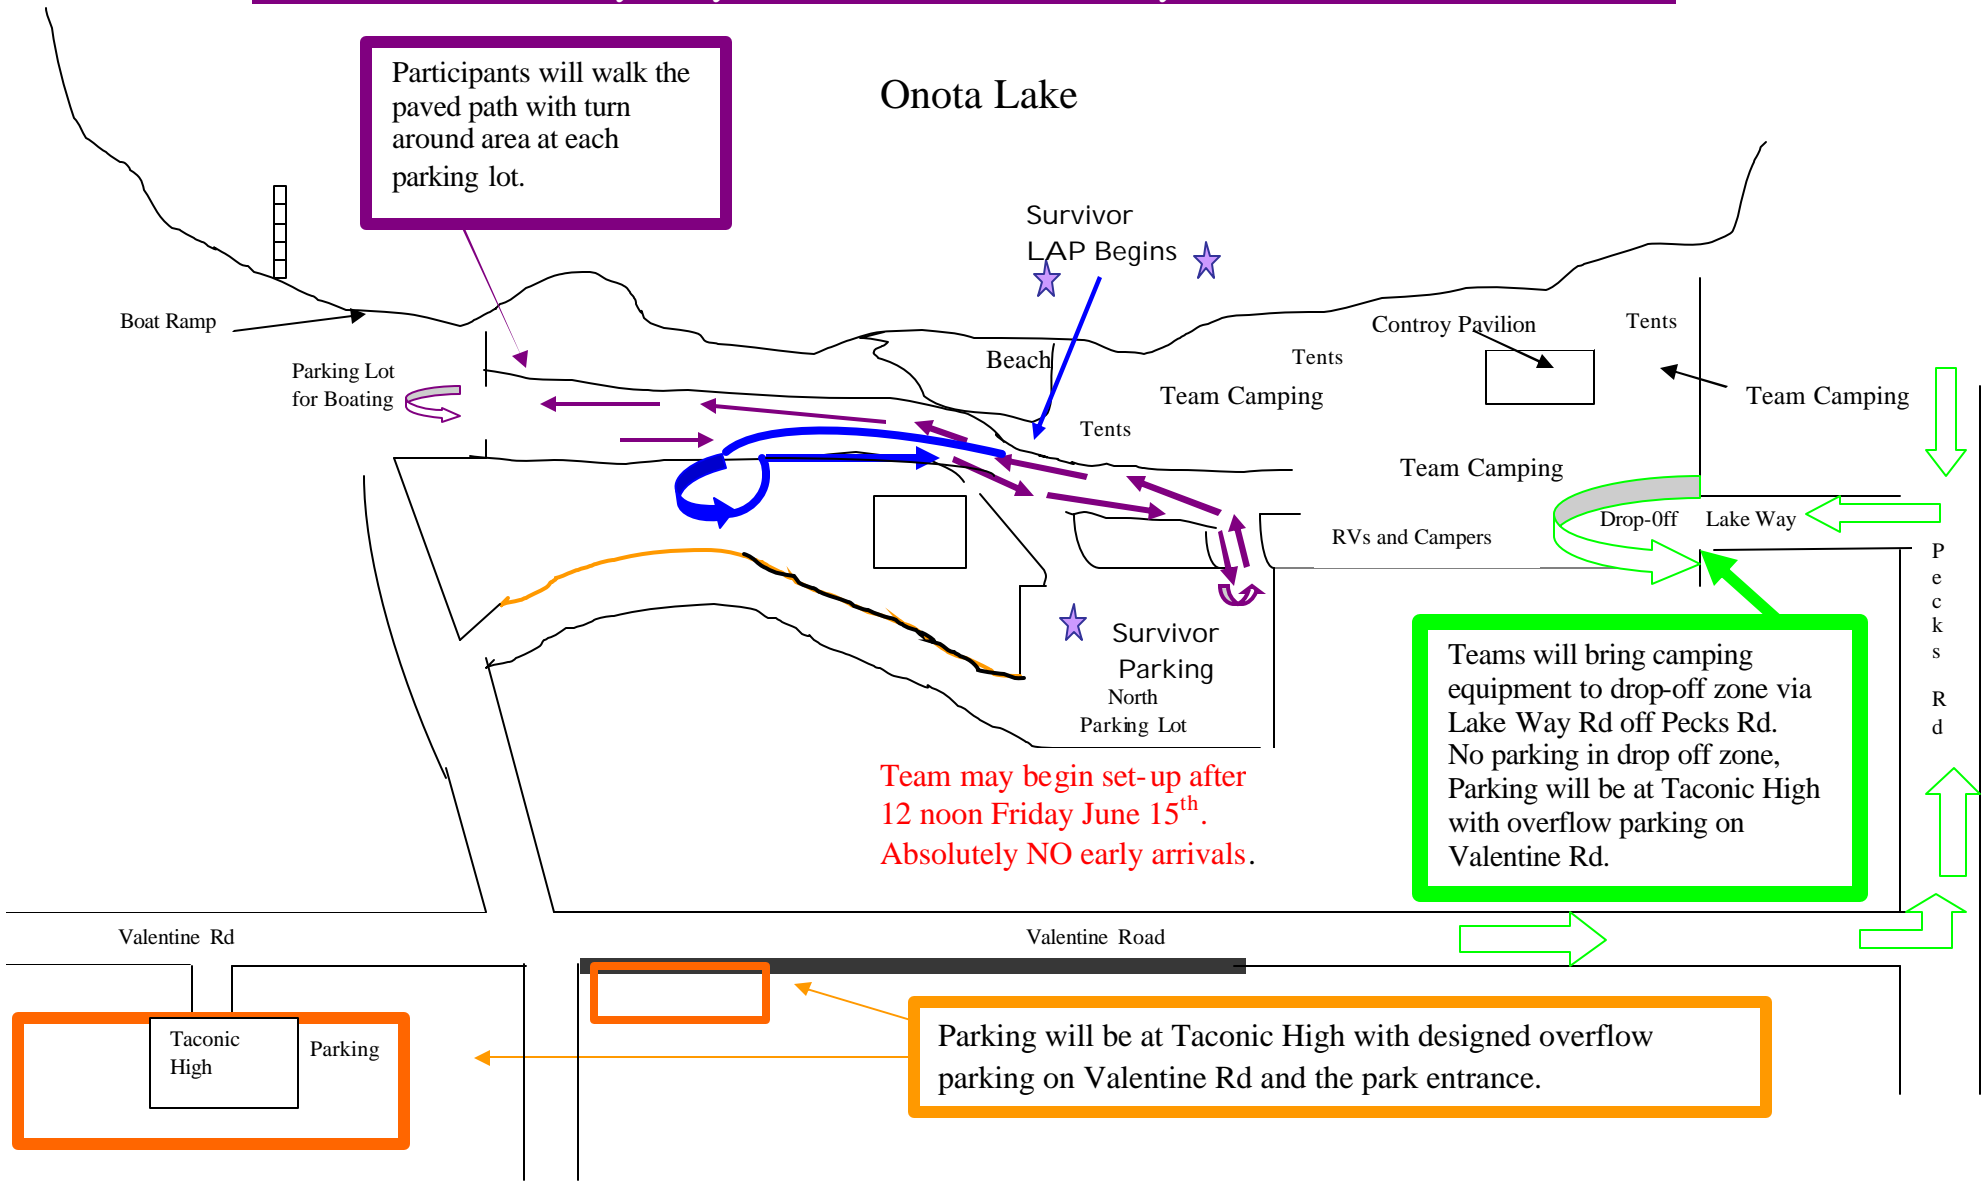 Participants will walk the
paved path with turn
around area at each
parking lot.
Onota Lake
Survivor
LAP Begins
Boat Ramp
Controy Pavilion
Tents
Beach
Tents
Parking Lot
for Boating
Team Camping
Team Camping
Tents
Team Camping
Drop-0ff
Lake Way
RVs and Campers
Pecks Rd
Survivor
Parking
North
Parking Lot
Teams will bring camping
equipment to drop-off zone via
Lake Way Rd off Pecks Rd.
No parking in drop off zone,
Parking will be at Taconic High
with overflow parking on
Valentine Rd.
Team may begin set-up after
12 noon Friday June 15th.
Absolutely NO early arrivals.
Valentine Rd
Valentine Road
Taconic
High
Parking
Parking will be at Taconic High with designed overflow
parking on Valentine Rd and the park entrance.